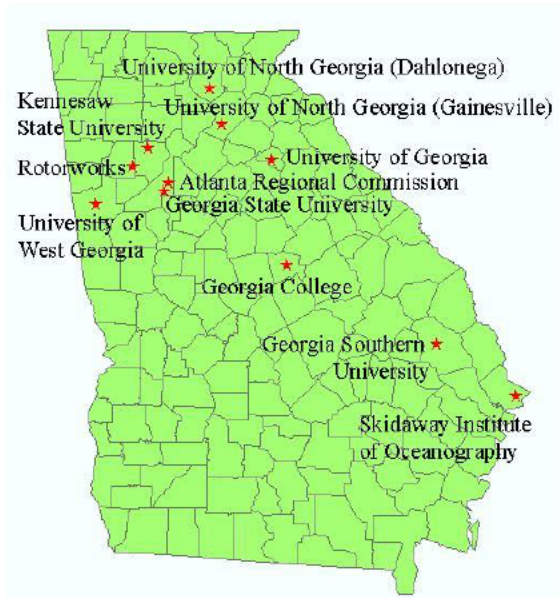 University of North Georgia (Dahlonega)
Kennesaw
State University
University of North Georgia (Gainesville)
Rotorworks
University of Georgia
Atlanta Regional Commission
Georgia State University
University of
West Georgia
Georgia College
Georgia Southern
University
Skidaway Institute
of Oceanography